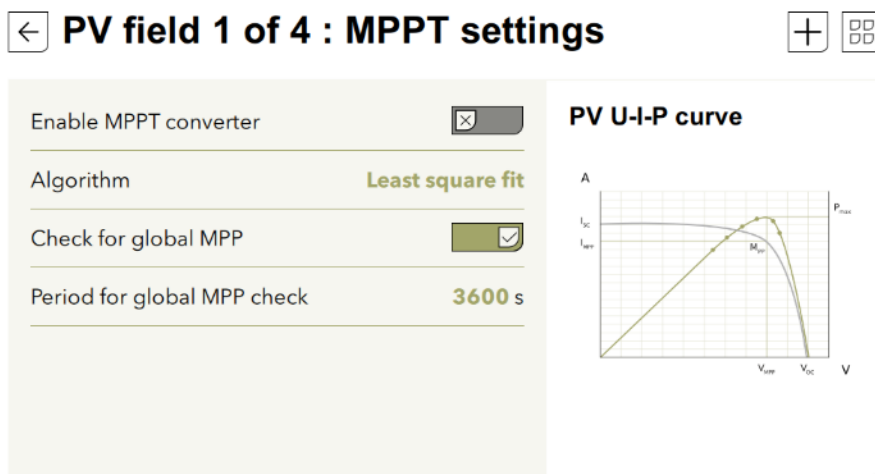 PV field 1 of 4 : MPPT settings
Enable MPPT converter
Algorithm Least square fit
Check for global MPP
Period for global MPP check 3600 s
PV U-I-P curve
A
Isc
IMPP
Pmax
MPP
VMPP Voc V